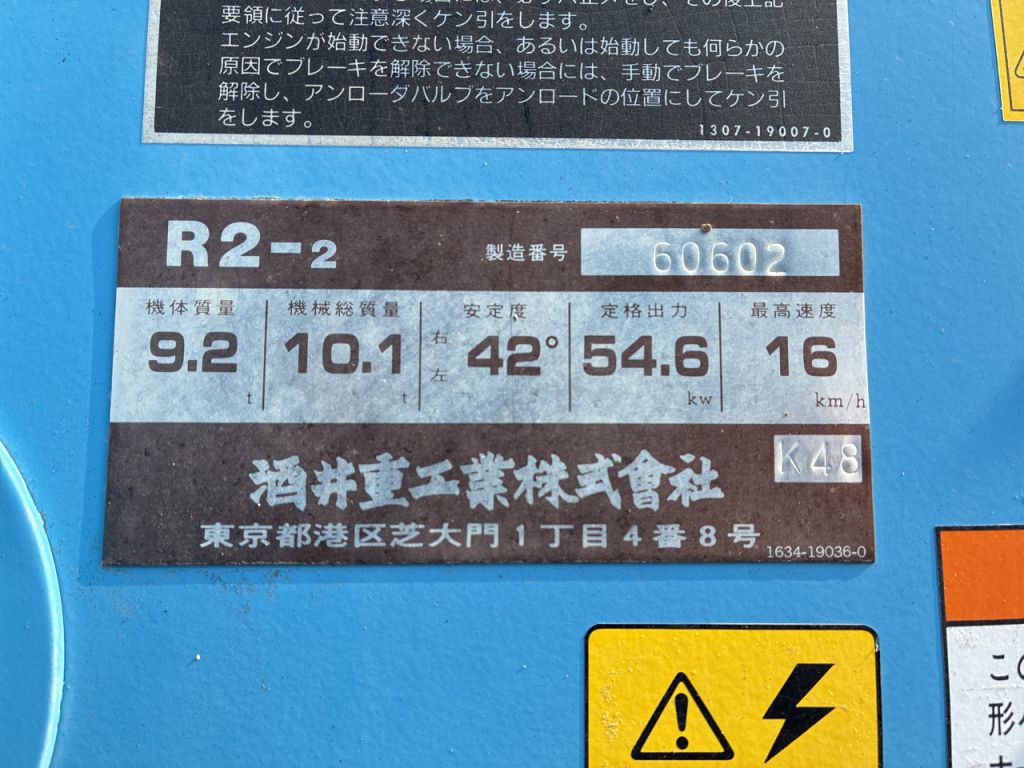 要領に従って注意深くケン引をします。
エンジンが始動できない場合、あるいは始動しても何らかの
原因でブレーキを解除できない場合には、手動でブレーキを
解除し、アンローダバルブをアンロードの位置にしてケン引
をします。
1307-19007-0
R2-2 製造番号 60602
機体質量 機械総質量 安定度 定格出力 最高速度
9.2 t 10.1 t 右 左 42° 54.6 kw 16 km/h
K48
酒井重工業株式會社
東京都港区芝大門1丁目4番8号
1634-19036-0